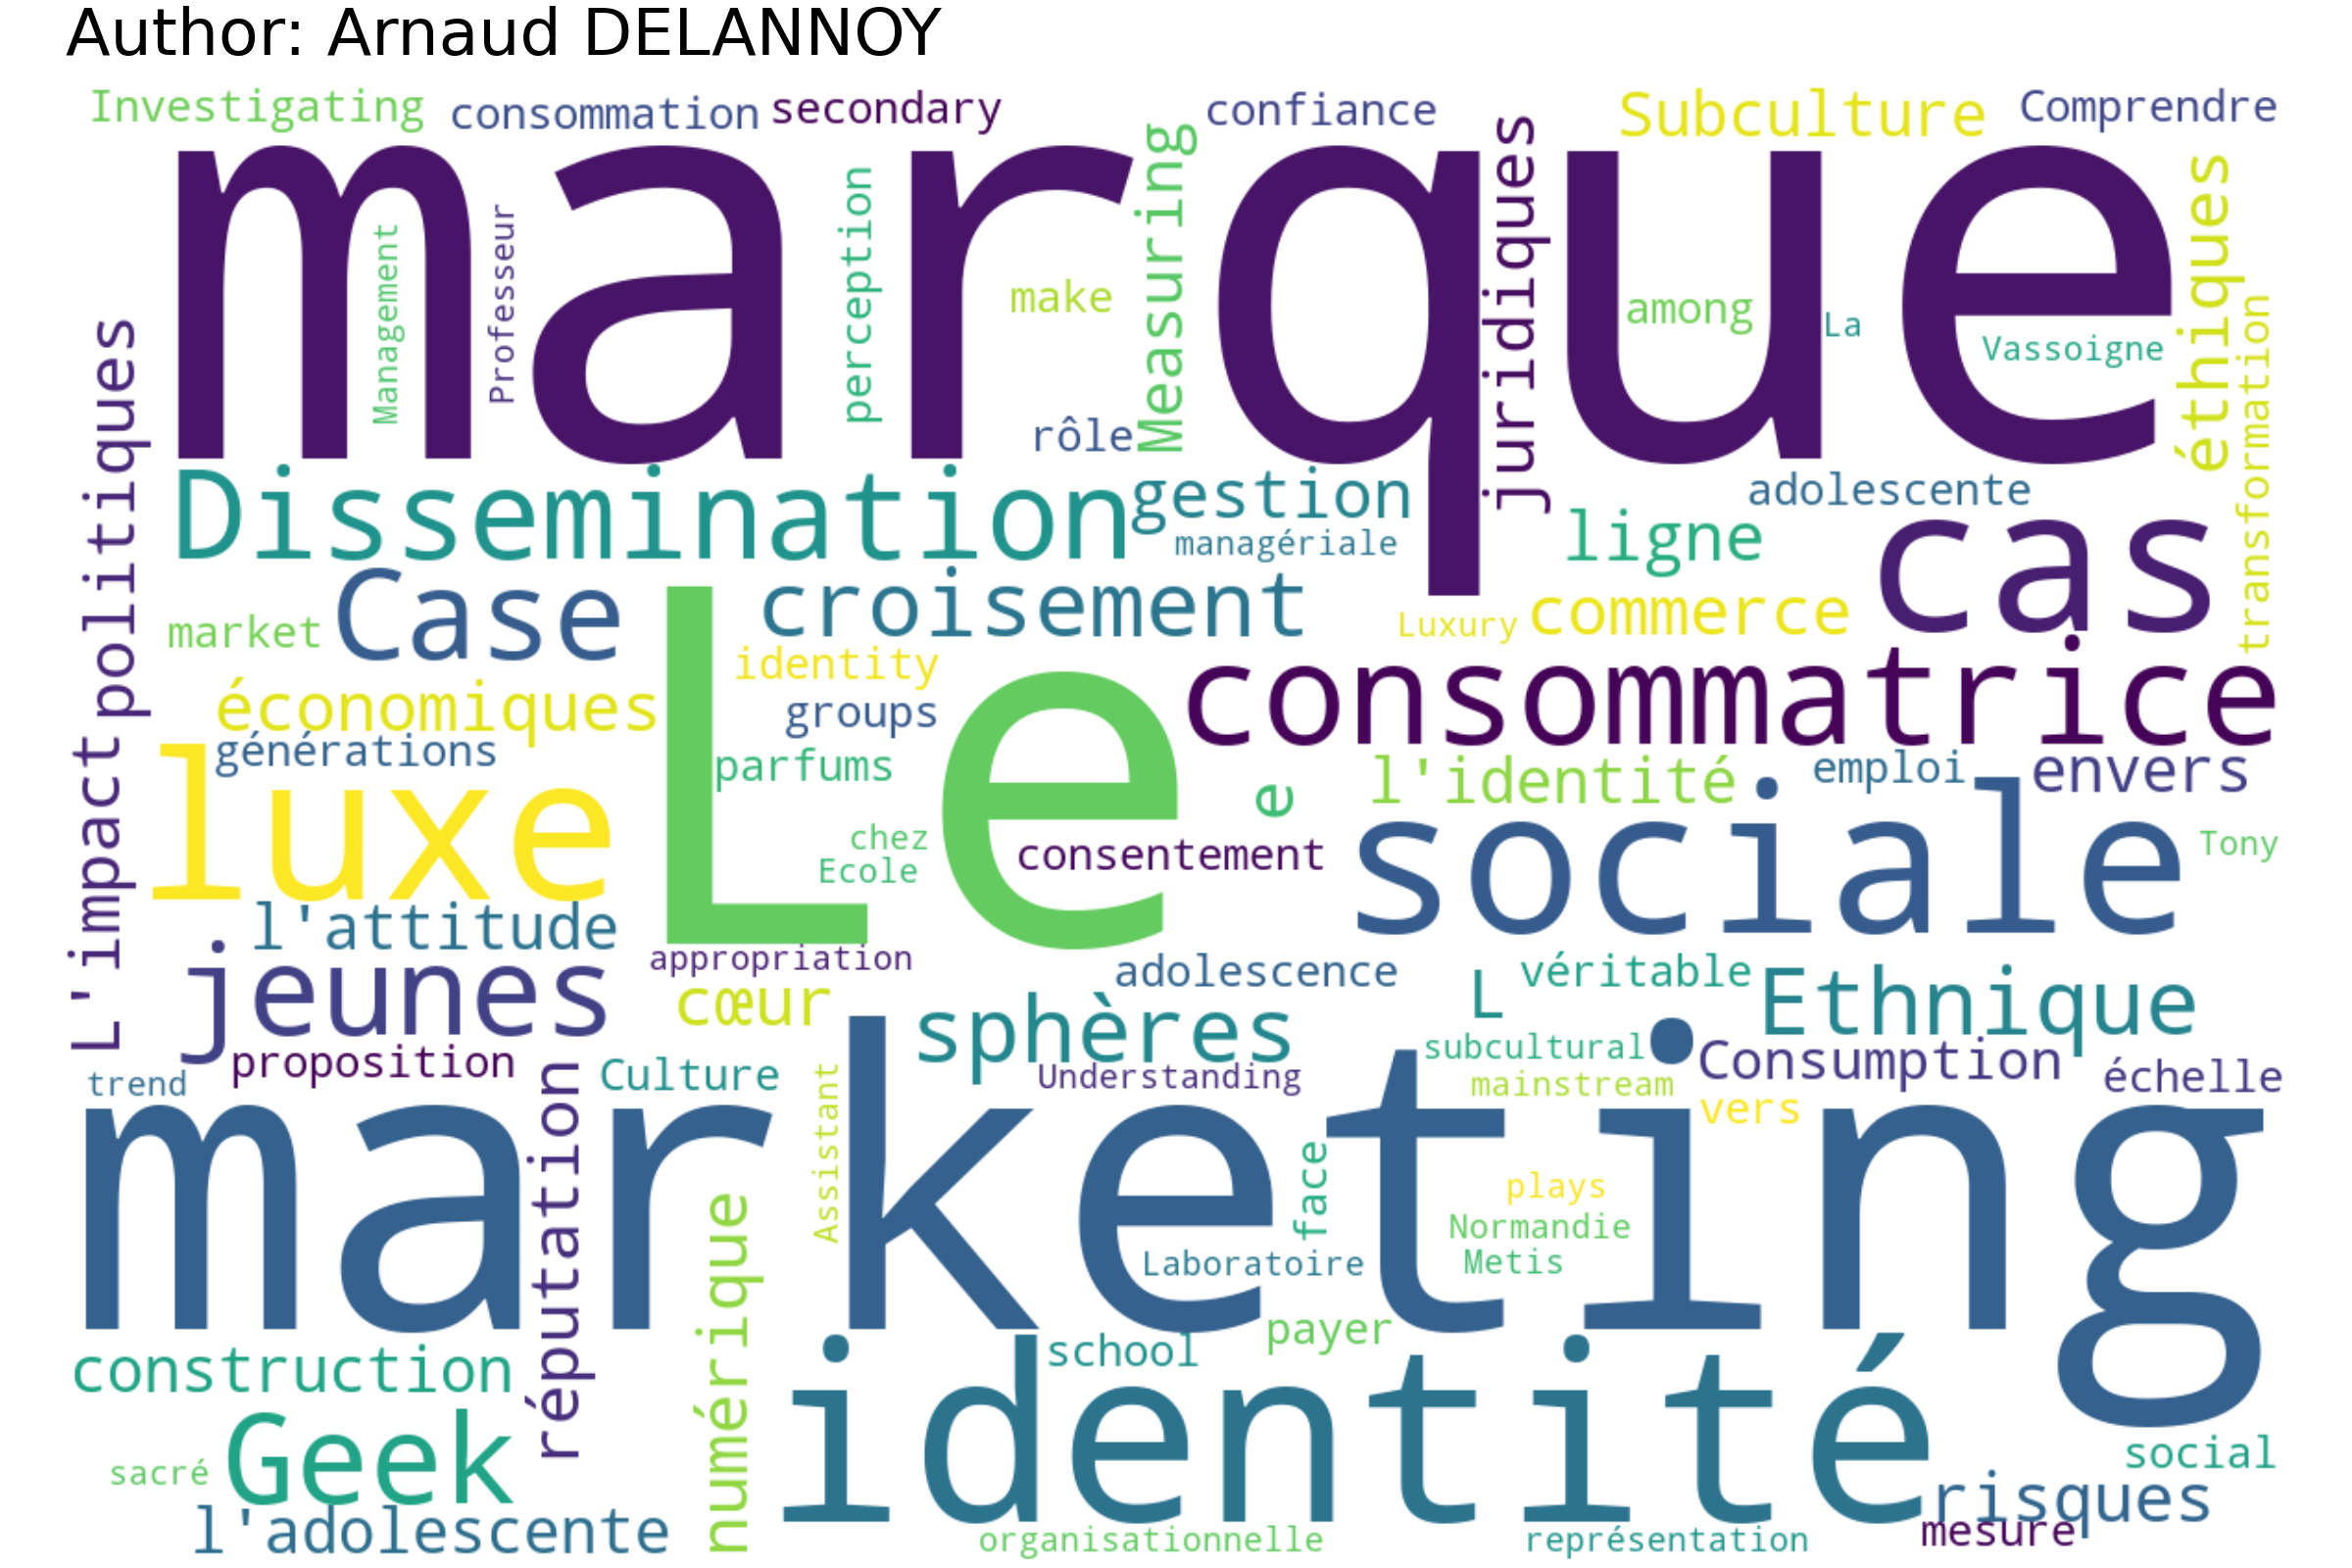 Author: Arnaud DELANNOY
Investigating
consommation
secondary
confiance
Subculture
Comprendre
marque
Management
Professeur
perception
make
Measuring
rôle
juridiques
among
La
Vassoigne
éthiques
transformation
politiques
Dissemination
gestion
managériale
adolescente
ligne
cas
Case
market
croisement
Luxury
commerce
Le
identity
groups
parfums
économiques
générations
consommatrice
luxe
l'identité
emploi
envers
e
chez
Ecole
consentement
sociale
Tony
L'impact
l'attitude
appropriation
adolescence
L
véritable
Ethnique
jeunes
cœur
sphères
proposition
trend
Culture
Understanding
subcultural
mainstream
Consumption
vers
échelle
marketing
réputation
Assistant
face
plays
Normandie
Metis
Laboratoire
numérique
payer
school
construction
identité
Geek
sacré
social
risques
l'adolescente
organisationnelle
représentation
mesure